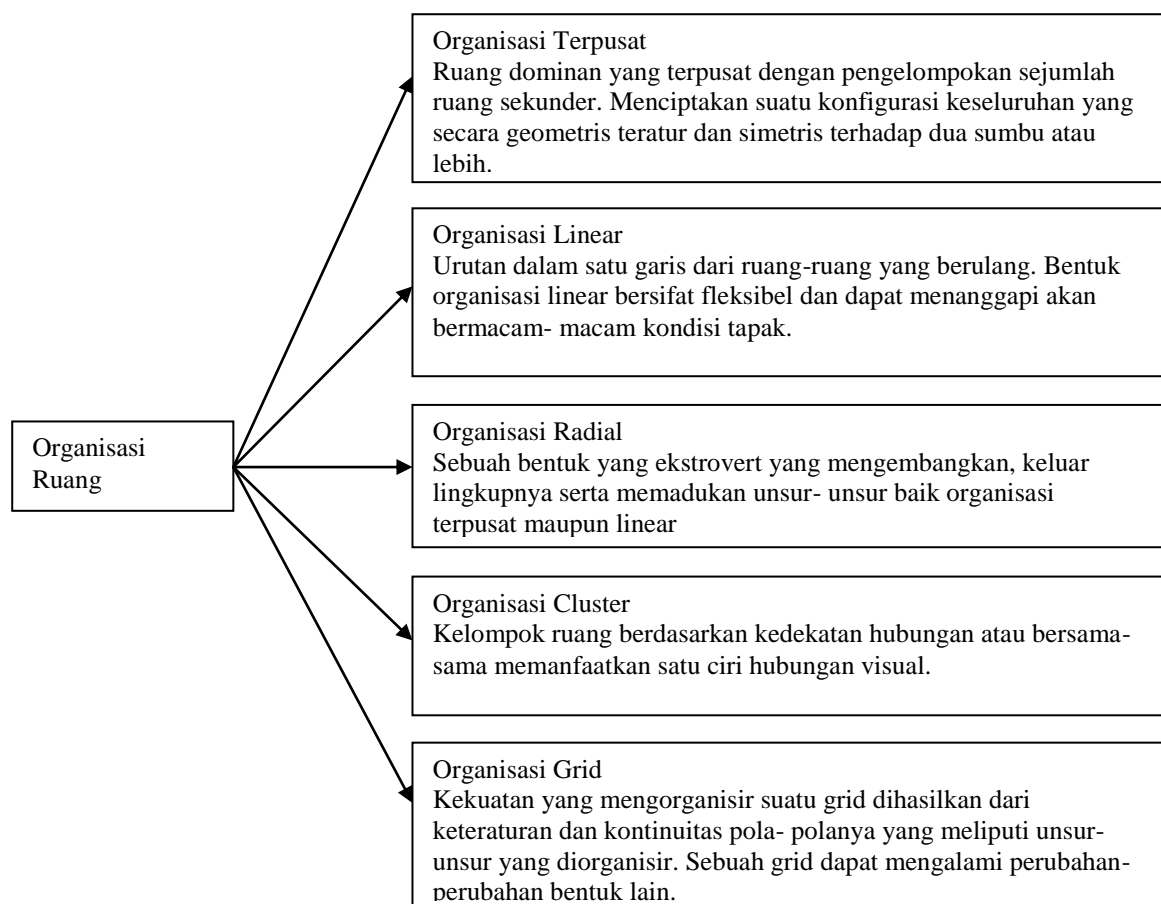 Organisasi Terpusat
Ruang dominan yang terpusat dengan pengelompokan sejumlah
ruang sekunder. Menciptakan suatu konfigurasi keseluruhan yang
secara geometris teratur dan simetris terhadap dua sumbu atau
lebih.
Organisasi Linear
Urutan dalam satu garis dari ruang-ruang yang berulang. Bentuk
organisasi linear bersifat fleksibel dan dapat menanggapi akan
bermacam- macam kondisi tapak.
Organisasi
Ruang
Organisasi Radial
Sebuah bentuk yang ekstrovert yang mengembangkan, keluar
lingkupnya serta memadukan unsur- unsur baik organisasi
terpusat maupun linear
Organisasi Cluster
Kelompok ruang berdasarkan kedekatan hubungan atau bersama-
sama memanfaatkan satu ciri hubungan visual.
Organisasi Grid
Kekuatan yang mengorganisir suatu grid dihasilkan dari
keteraturan dan kontinuitas pola- polanya yang meliputi unsur-
unsur yang diorganisir. Sebuah grid dapat mengalami perubahan-
perubahan bentuk lain.